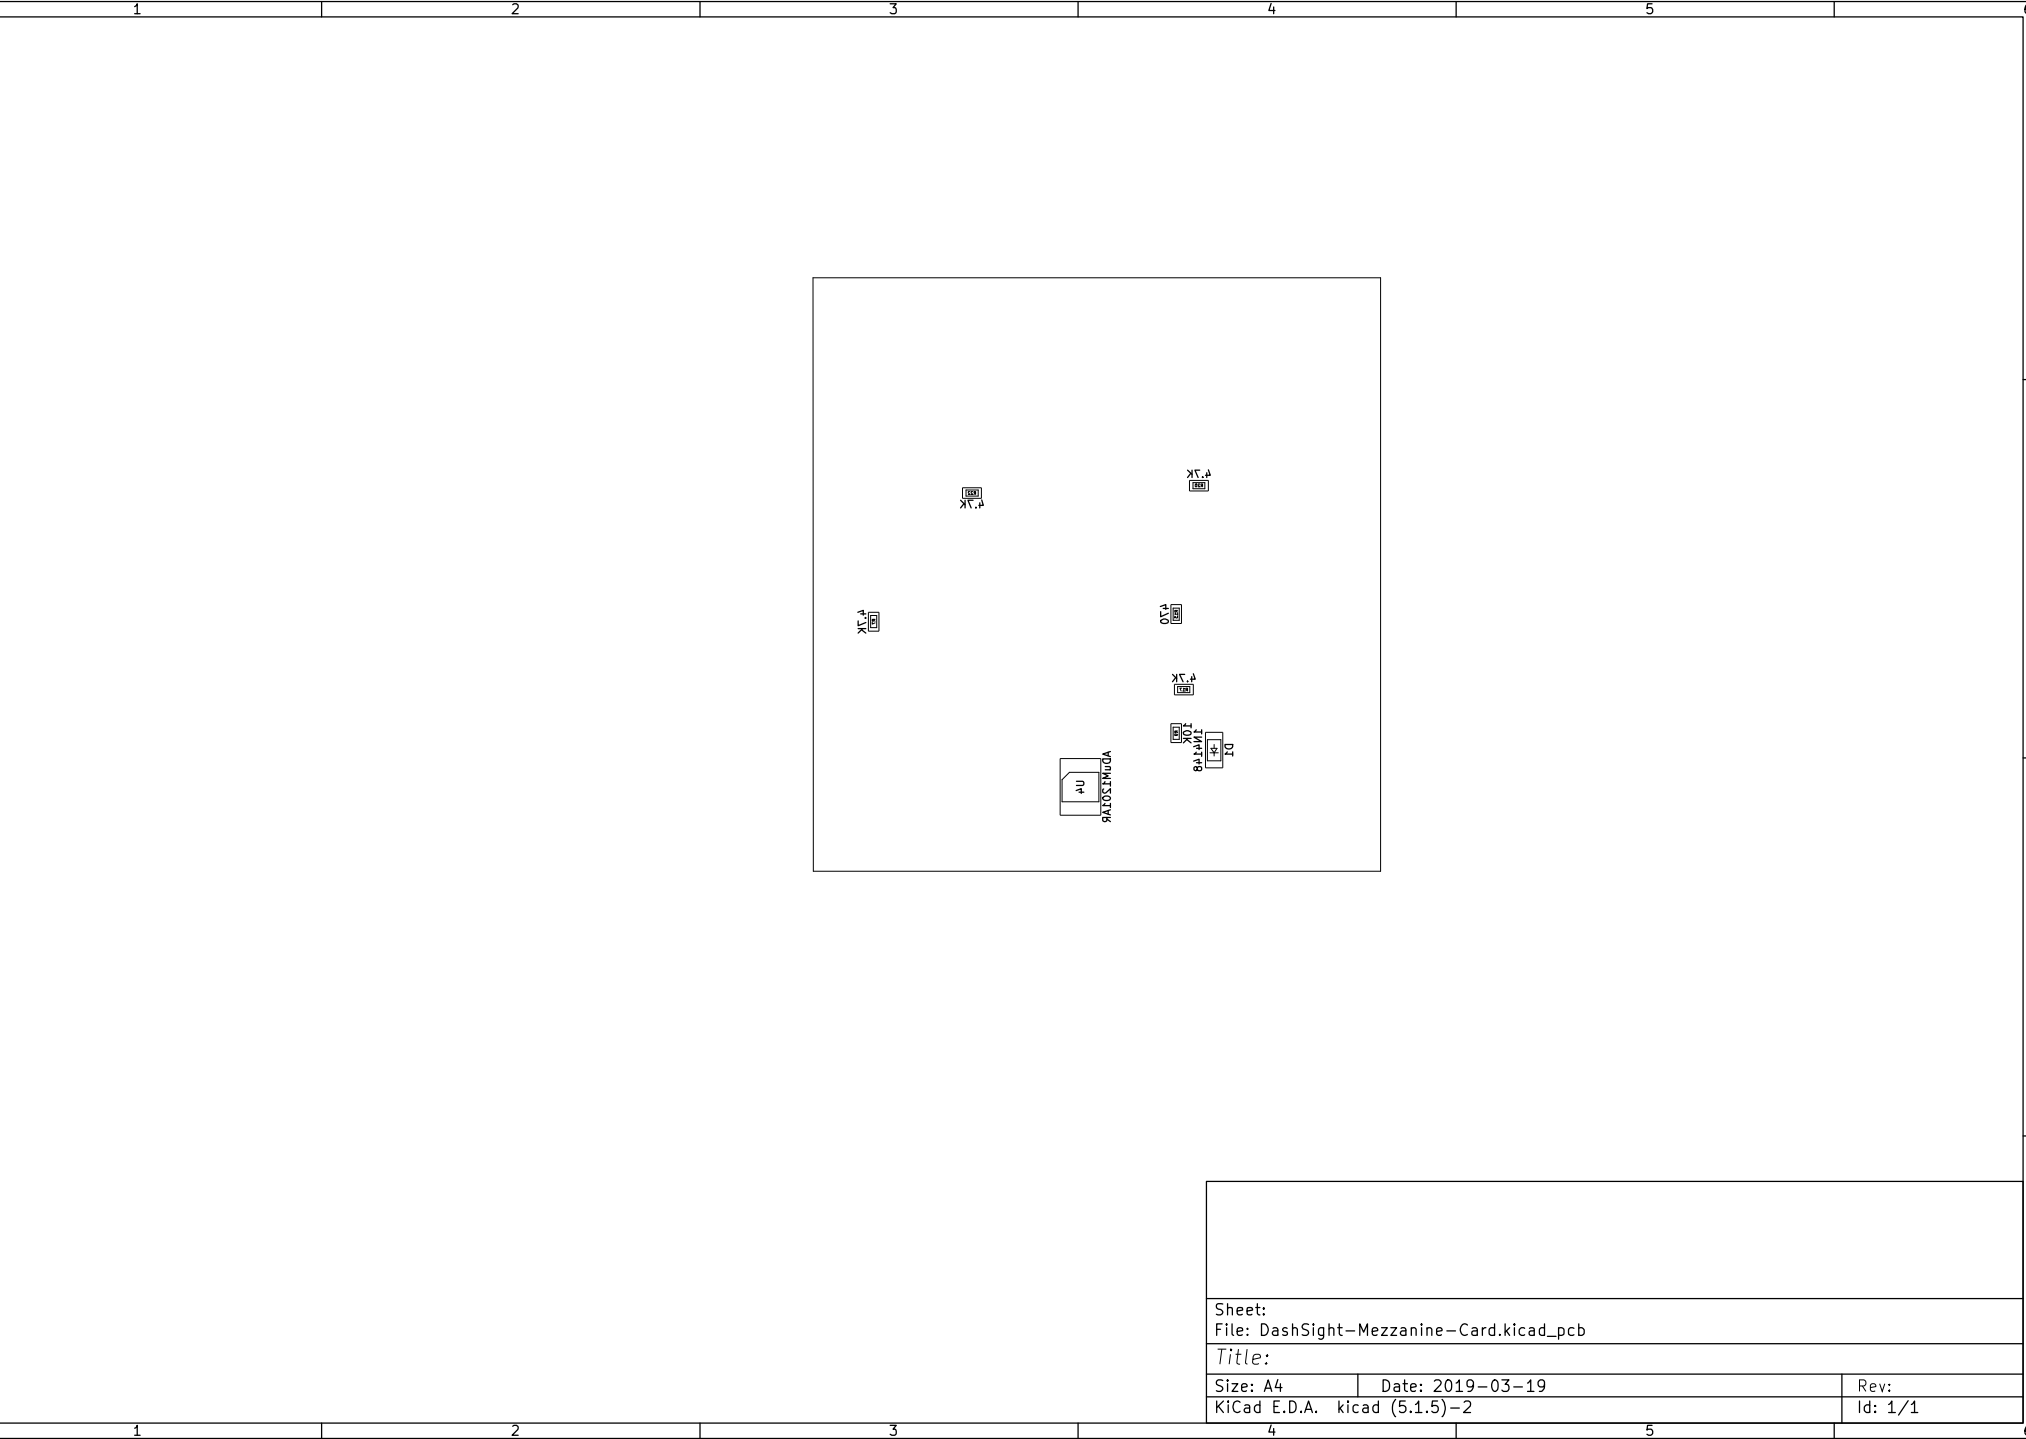 1 2 3 4 5
4.7K
4.7K
4.7K
470
4.7K
10K
1N4148
D1
ADuM1201AR
U4
Sheet:
File: DashSight-Mezzanine-Card.kicad_pcb
Title:
Size: A4 Date: 2019-03-19 Rev:
KiCad E.D.A. kicad (5.1.5)-2 Id: 1/1
1 2 3 4 5